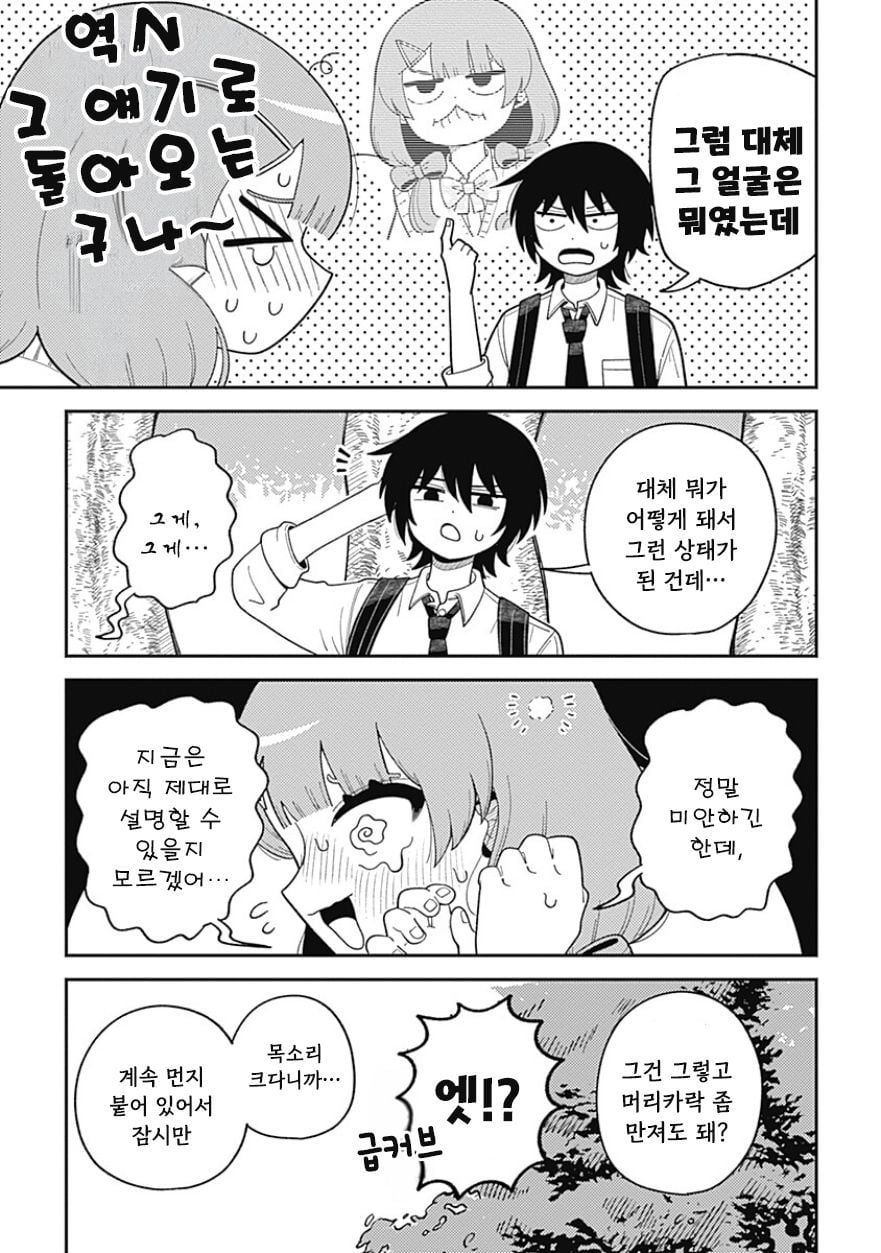 그럼 대체
그 얼굴은
뭐였는데
역시
그 얘기로
돌아오는
구나~
대체 뭐가
어떻게 돼서
그런 상태가
된 건데…
그게,
그게…
정말
미안하긴
한데,
지금은
아직 제대로
설명할 수
있을지
모르겠어…
그건 그렇고
머리카락 좀
만져도 돼?
엣!?
급커브
목소리
크다니까…
계속 먼지
붙어 있어서
잠시만